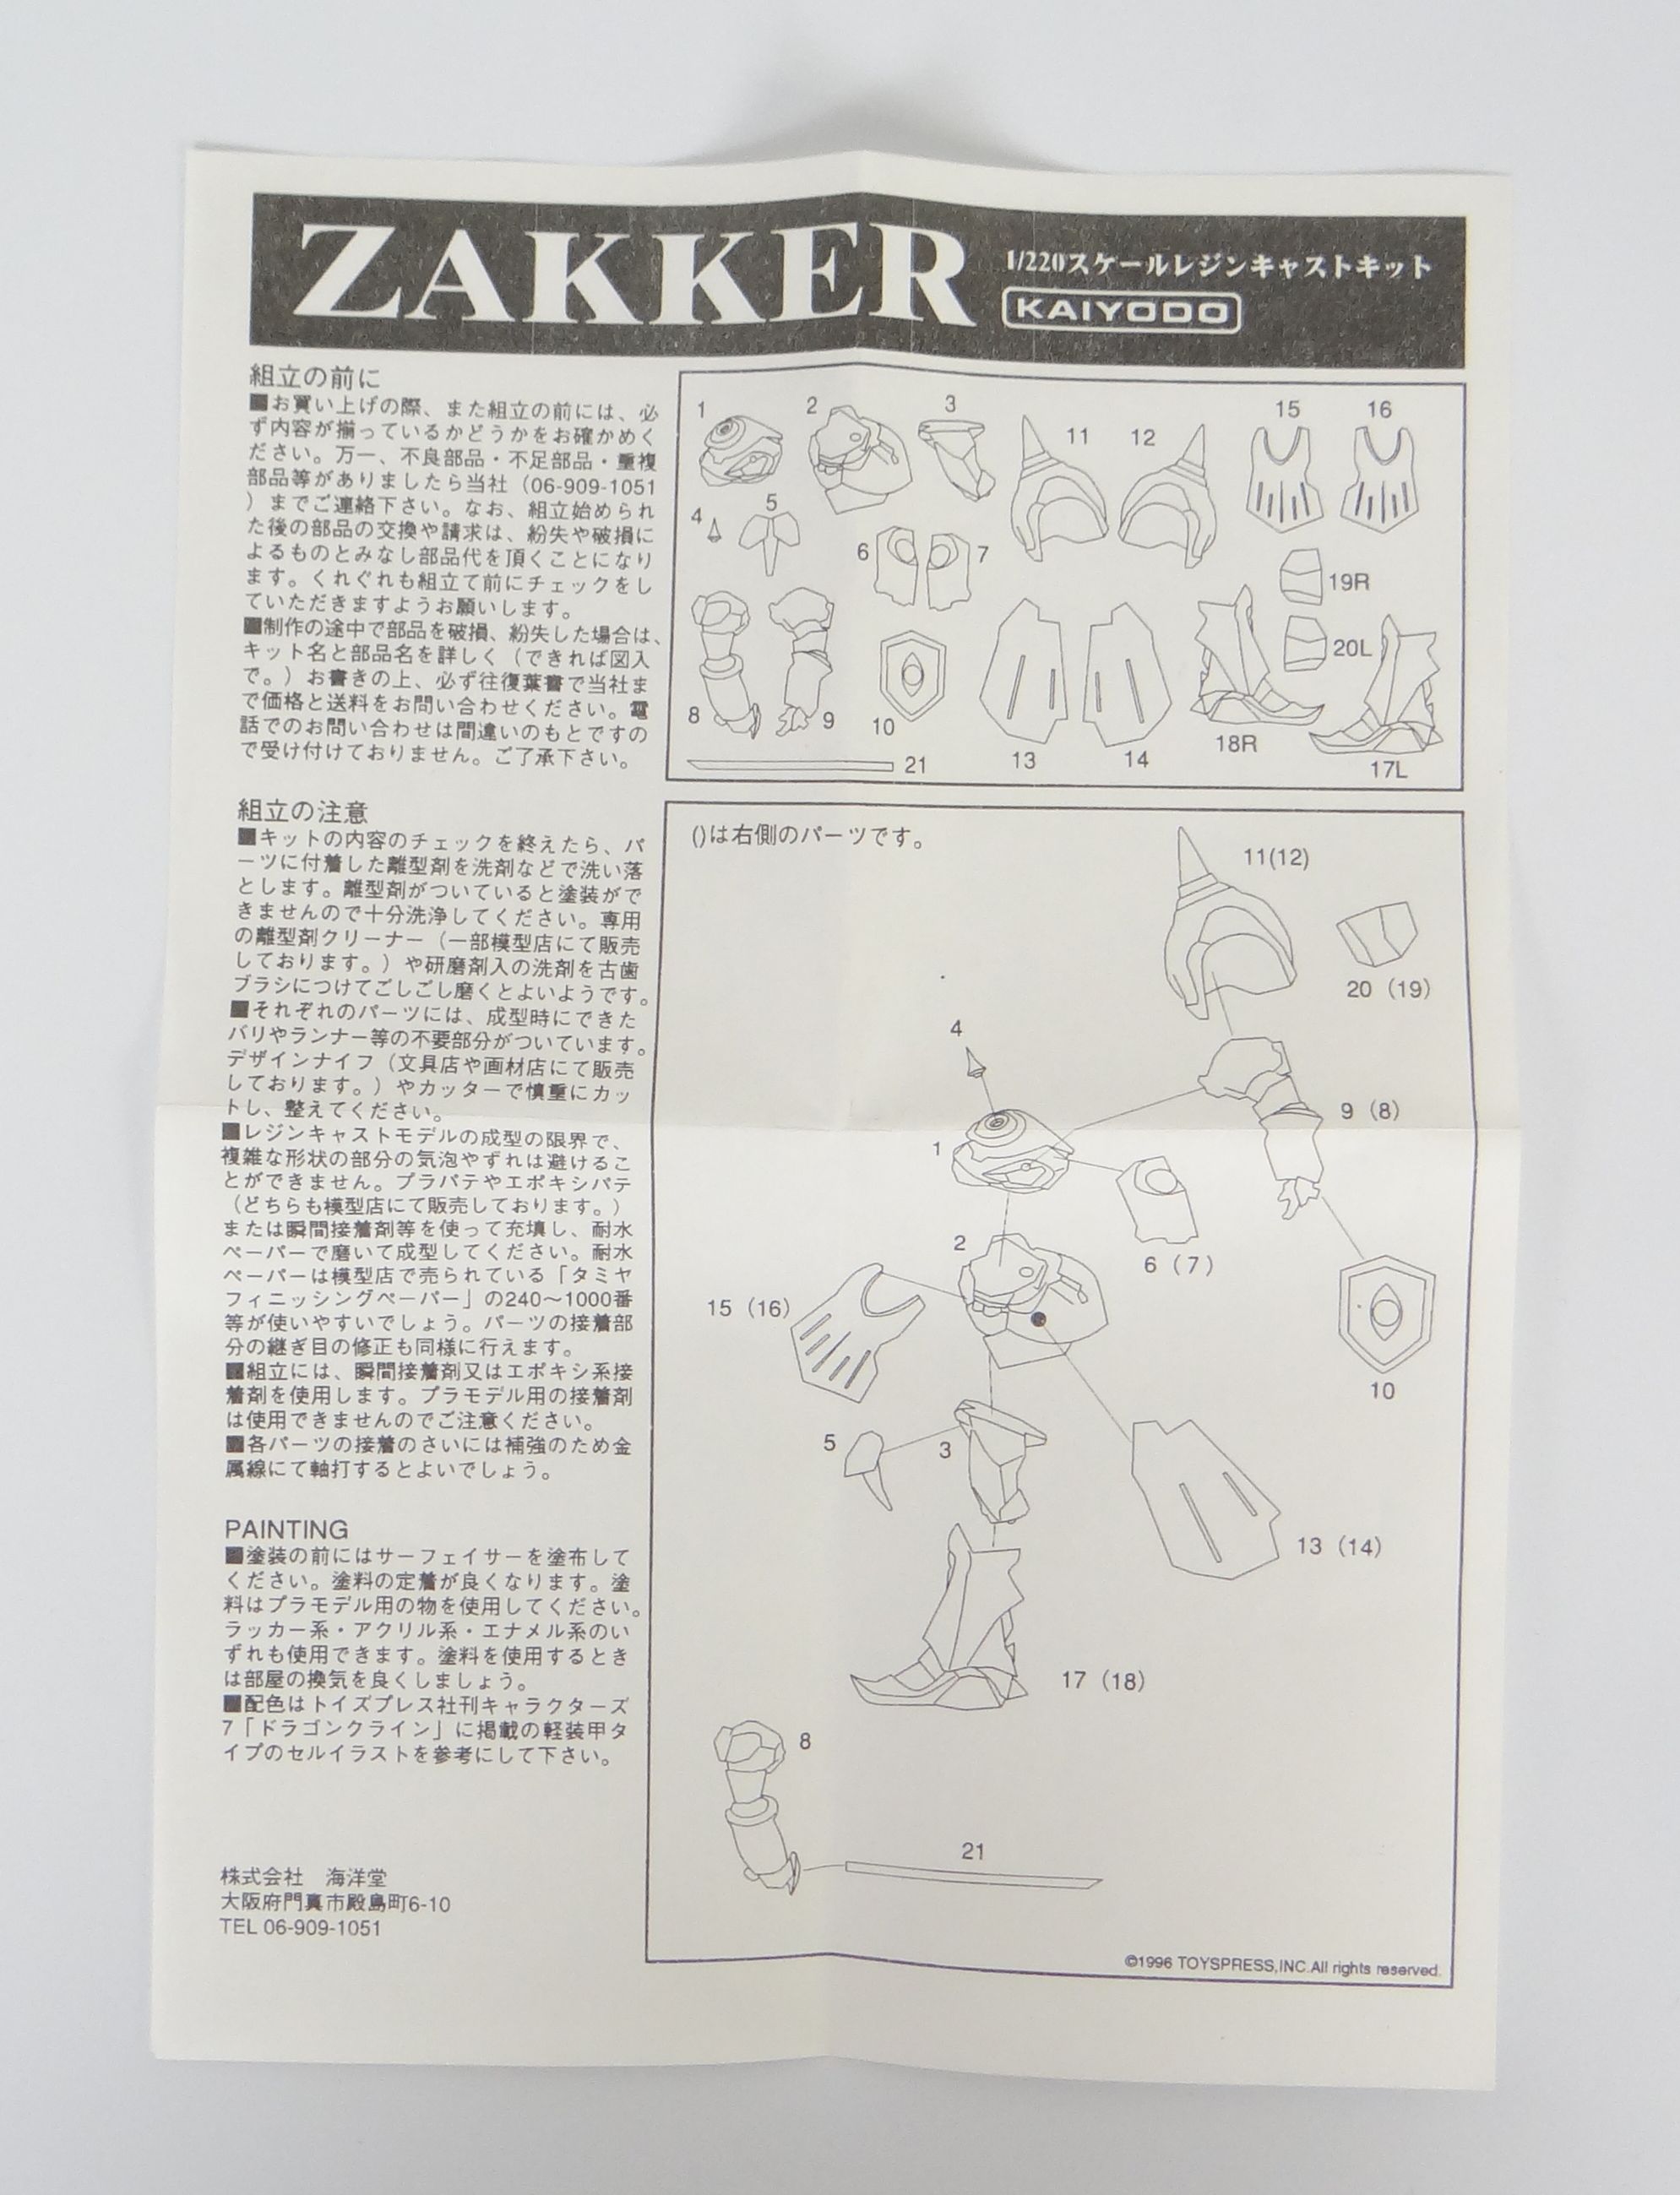 ZAKKER
1/220スケールレジンキャストキット
KAIYODO
組立の前に
■お買い上げの際、また組立の前には、必
ず内容が揃っているかどうかをお確かめく
ださい。万一、不良部品・不足部品・重複
部品等がありましたら当社（06-909-1051
）までご連絡下さい。なお、組立始められ
た後の部品の交換や請求は、紛失や破損に
よるものとみなし部品代を頂くことになり
ます。くれぐれも組立て前にチェックをし
ていただきますようお願いします。
■制作の途中で部品を破損、紛失した場合は、
キット名と部品名を詳しく（できれば図入
で。）お書きの上、必ず往復葉書で当社ま
で価格と送料をお問い合わせください。電
話でのお問い合わせは間違いのもとですの
で受け付けておりません。ご了承下さい。
組立の注意
■キットの内容のチェックを終えたら、パ
ーツに付着した離型剤を洗剤などで洗い落
とします。離型剤がついていると塗装がで
きませんので十分洗浄してください。専用
の離型剤クリーナー（一部模型店にて販売
しております。）や研磨剤入の洗剤を古歯
ブラシにつけてごしごし磨くとよいようです。
■それぞれのパーツには、成型時にできた
バリやランナー等の不要部分がついています。
デザインナイフ（文具店や画材店にて販売
しております。）やカッターで慎重にカッ
トし、整えてください。
■レジンキャストモデルの成型の限界で、
複雑な形状の部分の気泡やずれは避けるこ
とができません。プラパテやエポキシパテ
（どちらも模型店にて販売しております。）
または瞬間接着剤等を使って充填し、耐水
ペーパーで磨いて成型してください。耐水
ペーパーは模型店で売られている「タミヤ
フィニッシングペーパー」の240〜1000番
等が使いやすいでしょう。パーツの接着部
分の継ぎ目の修正も同様に行えます。
■組立には、瞬間接着剤又はエポキシ系接
着剤を使用します。プラモデル用の接着剤
は使用できませんのでご注意ください。
■各パーツの接着のさいには補強のため金
属線にて軸打するとよいでしょう。
PAINTING
■塗装の前にはサーフェイサーを塗布して
ください。塗料の定着が良くなります。塗
料はプラモデル用の物を使用してください。
ラッカー系・アクリル系・エナメル系のい
ずれも使用できます。塗料を使用するとき
は部屋の換気を良くしましょう。
■配色はトイズプレス社刊キャラクターズ
7「ドラゴンクライン」に掲載の軽装甲タ
イプのセルイラストを参考にして下さい。
株式会社　海洋堂
大阪府門真市殿島町6-10
TEL 06-909-1051
1
2
3
11
12
15
16
4
5
6
7
19R
20L
8
9
10
13
14
18R
17L
21
()は右側のパーツです。
11(12)
20（19）
4
1
9（8）
2
6（7）
15（16）
10
5
3
13（14）
17（18）
8
21
©1996 TOYSPRESS,INC.All rights reserved.